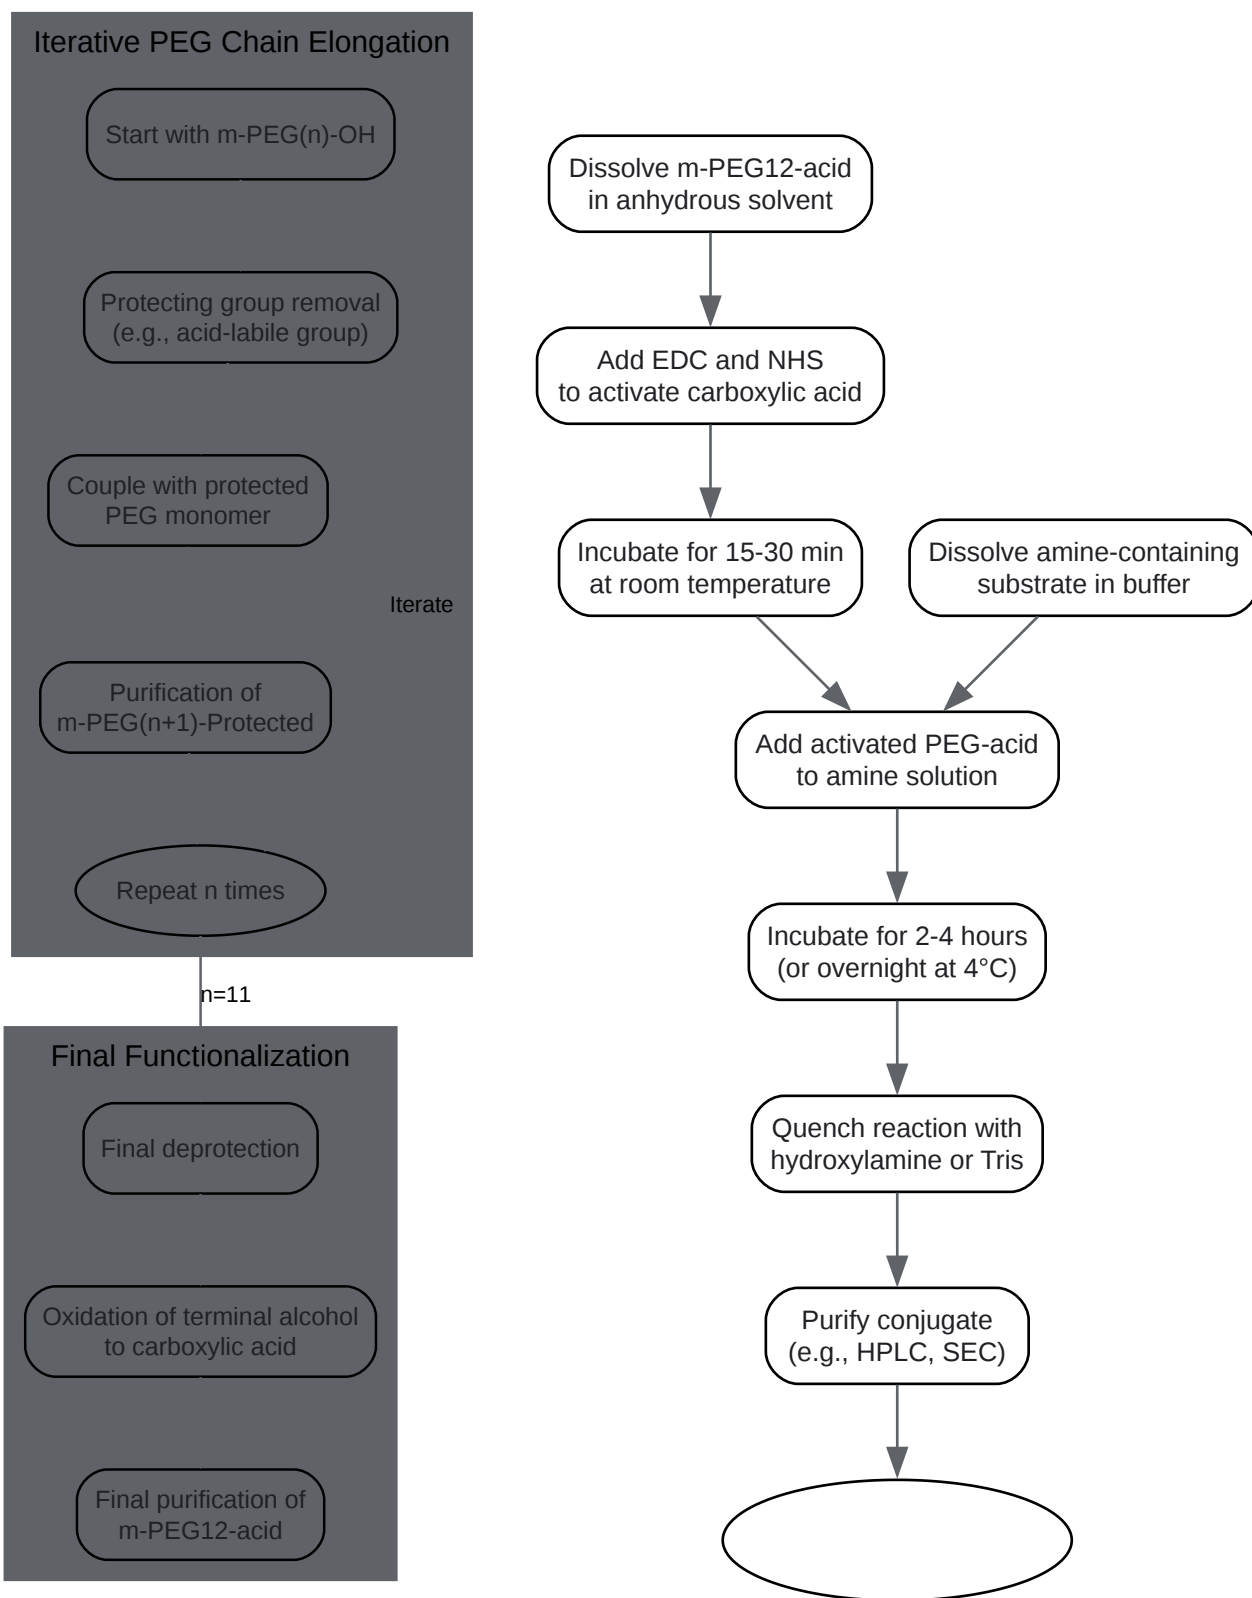 Iterative PEG Chain Elongation
Start with m-PEG(n)-OH
Protecting group removal
(e.g., acid-labile group)
Couple with protected
PEG monomer
Iterate
Purification of
m-PEG(n+1)-Protected
Repeat n times
n=11
Final Functionalization
Final deprotection
Oxidation of terminal alcohol
to carboxylic acid
Final purification of
m-PEG12-acid
Dissolve m-PEG12-acid
in anhydrous solvent
Add EDC and NHS
to activate carboxylic acid
Incubate for 15-30 min
at room temperature
Dissolve amine-containing
substrate in buffer
Add activated PEG-acid
to amine solution
Incubate for 2-4 hours
(or overnight at 4°C)
Quench reaction with
hydroxylamine or Tris
Purify conjugate
(e.g., HPLC, SEC)